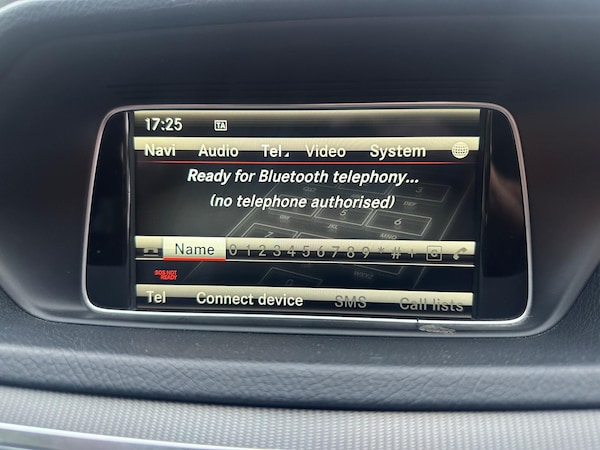 17:25 TA
Navi Audio Tel Video System
Ready for Bluetooth telephony...
(no telephone authorised)
Name 0 1 2 3 4 5 6 7 8 9 * # +
SDS NOT
READY
Tel Connect device SMS Call lists